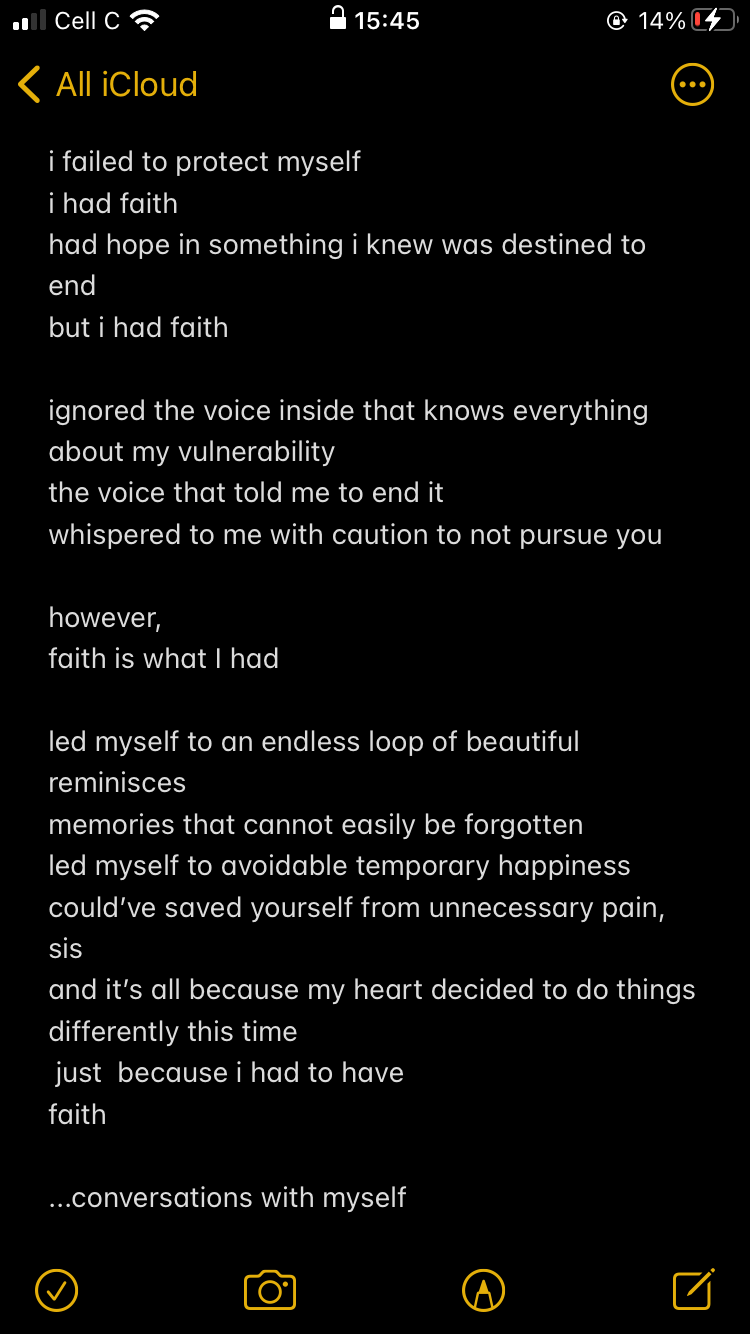 Cell C 15:45 14%
All iCloud
i failed to protect myself
i had faith
had hope in something i knew was destined to
end
but i had faith
ignored the voice inside that knows everything
about my vulnerability
the voice that told me to end it
whispered to me with caution to not pursue you
however,
faith is what I had
led myself to an endless loop of beautiful
reminisces
memories that cannot easily be forgotten
led myself to avoidable temporary happiness
could’ve saved yourself from unnecessary pain,
sis
and it’s all because my heart decided to do things
differently this time
just  because i had to have
faith
...conversations with myself